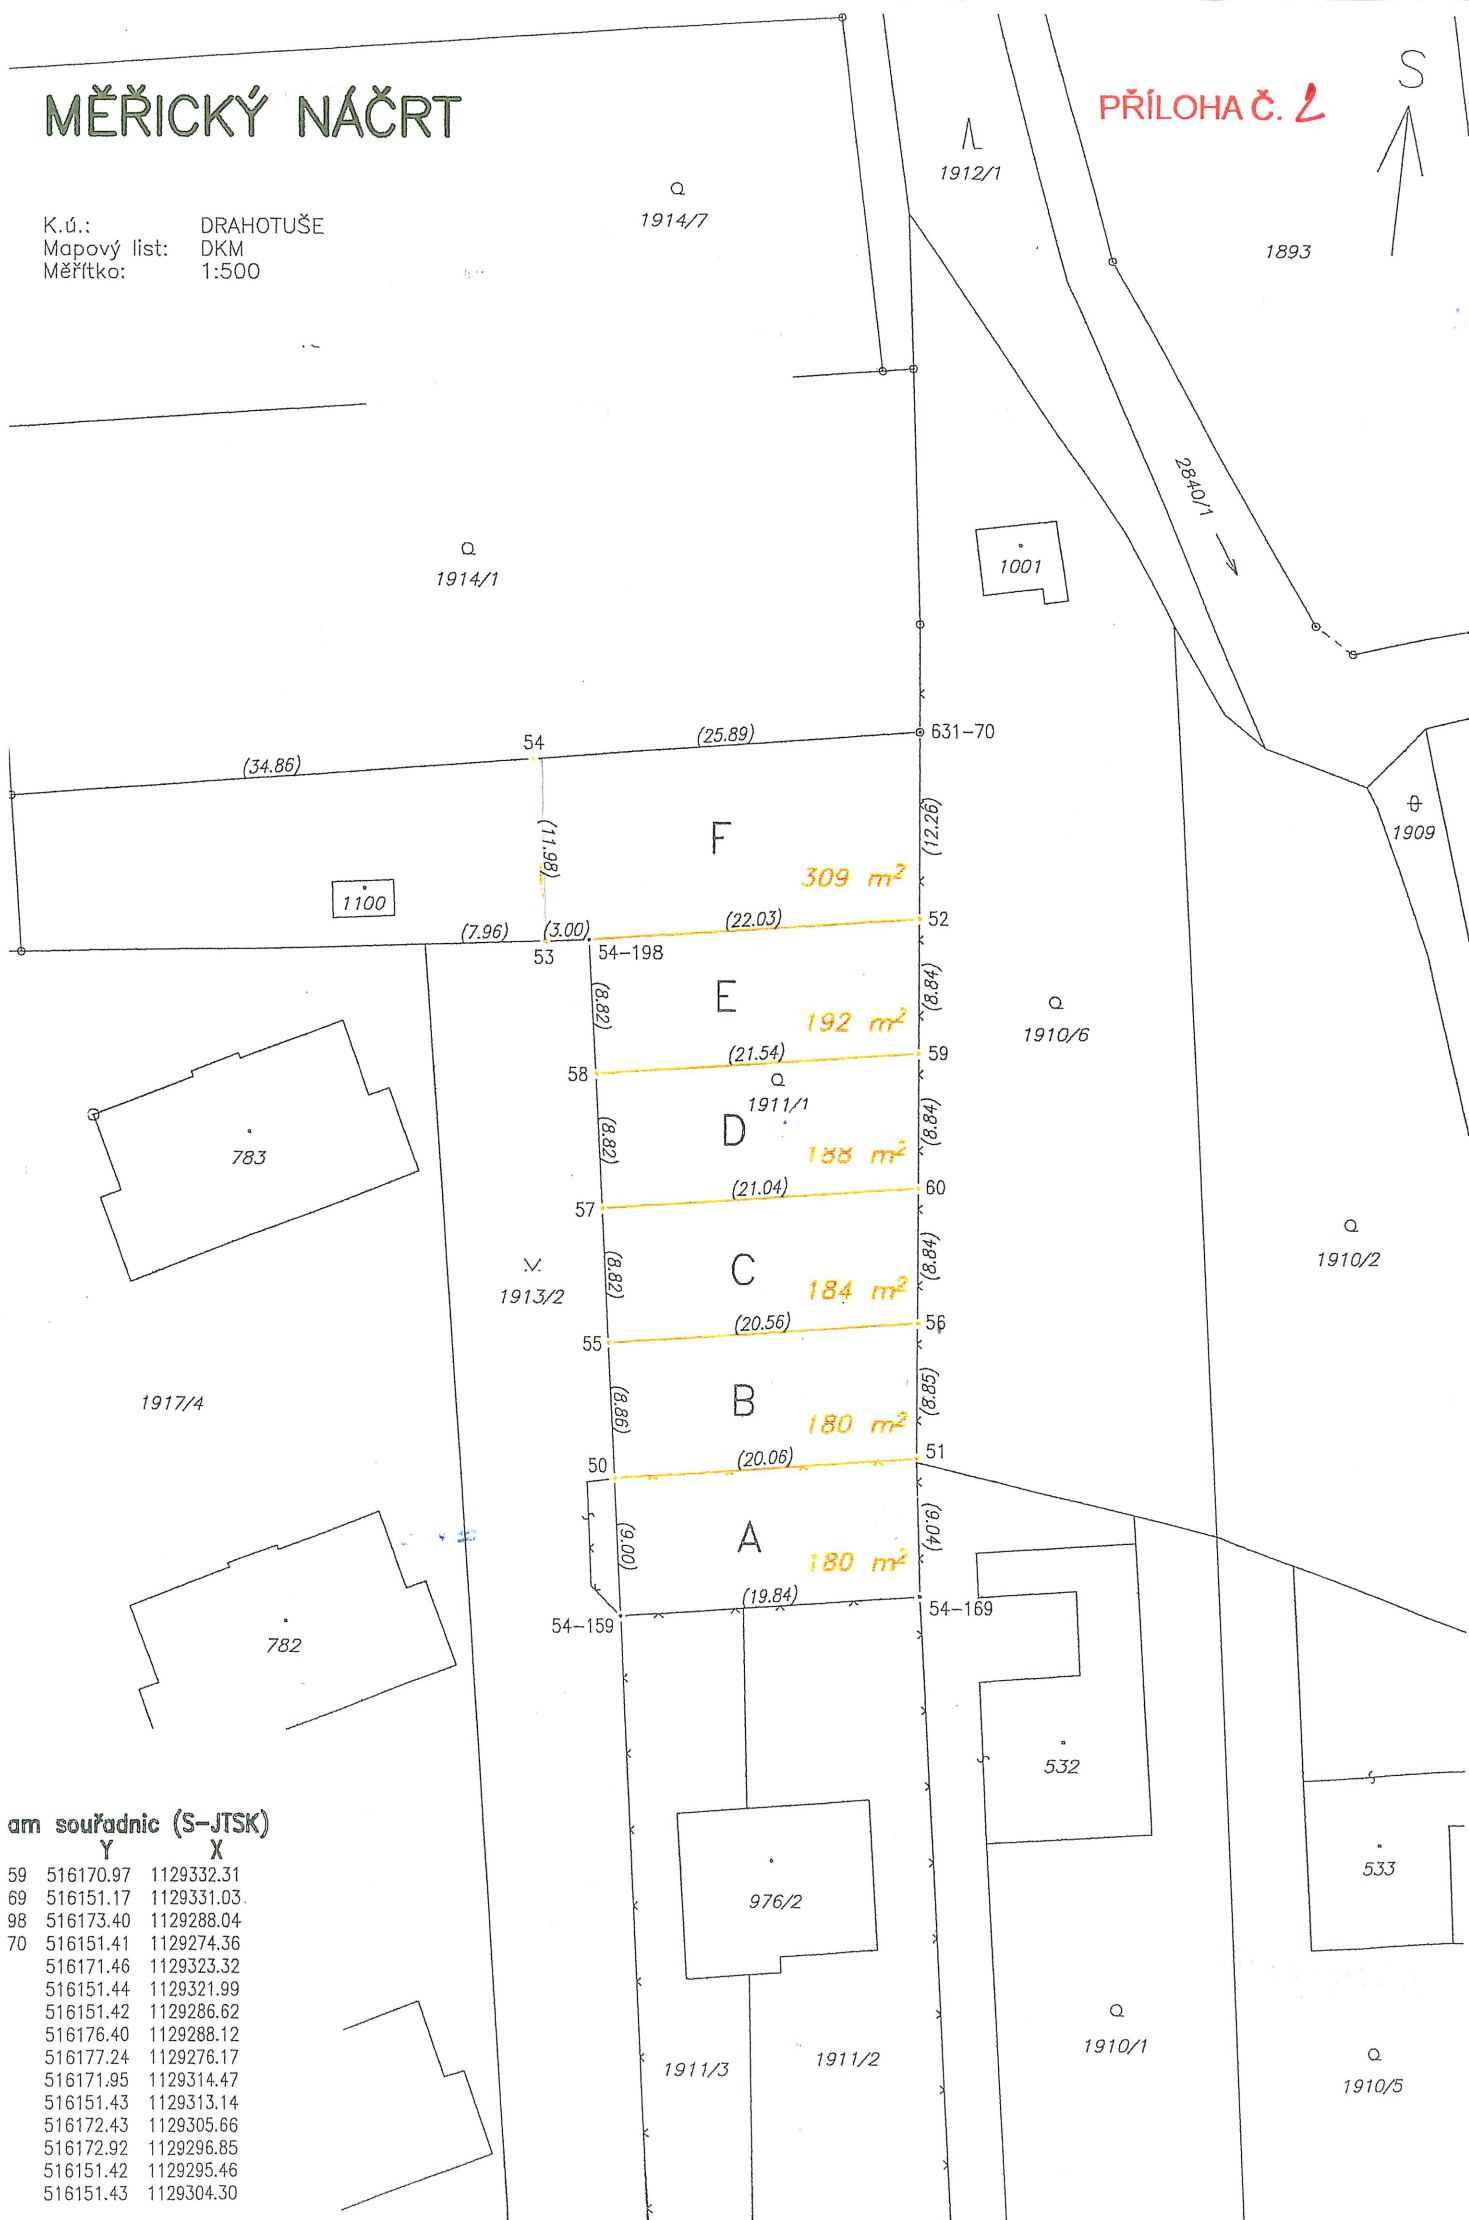 MĚŘICKÝ NÁČRT
PŘÍLOHA Č. 2
S
K.ú.: DRAHOTUŠE
Mapový list: DKM
Měřítko: 1:500
1914/7
1912/1
1893
2840/1
1914/1
1001
54
(25.89)
631-70
(34.86)
(11.98)
F
(12.26)
309 m²
1909
1100
(7.96)
(3.00)
(22.03)
52
53
54-198
(8.82)
E
(8.84)
192 m²
1910/6
(21.54)
59
58
1911/1
(8.82)
D
(8.84)
783
188 m²
(21.04)
60
57
1910/2
(8.82)
C
(8.84)
1913/2
184 m²
(20.56)
56
55
1917/4
(8.86)
B
(8.85)
180 m²
(20.06)
51
50
(9.00)
A
(9.04)
180 m²
(19.84)
54-159
54-169
782
532
533
976/2
am souřadnic (S-JTSK)
Y X
59 516170.97 1129332.31
69 516151.17 1129331.03
98 516173.40 1129288.04
70 516151.41 1129274.36
516171.46 1129323.32
516151.44 1129321.99
516151.42 1129286.62
516176.40 1129288.12
516177.24 1129276.17
516171.95 1129314.47
516151.43 1129313.14
516172.43 1129305.66
516172.92 1129296.85
516151.42 1129295.46
516151.43 1129304.30
1911/3
1911/2
1910/1
1910/5